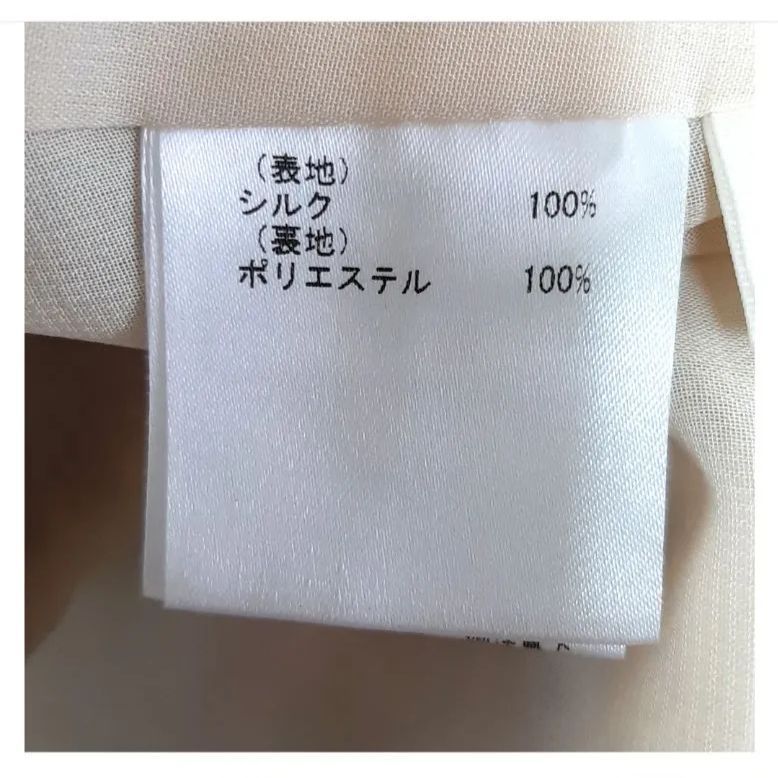 （表地）
シルク 100%
（裏地）
ポリエステル 100%